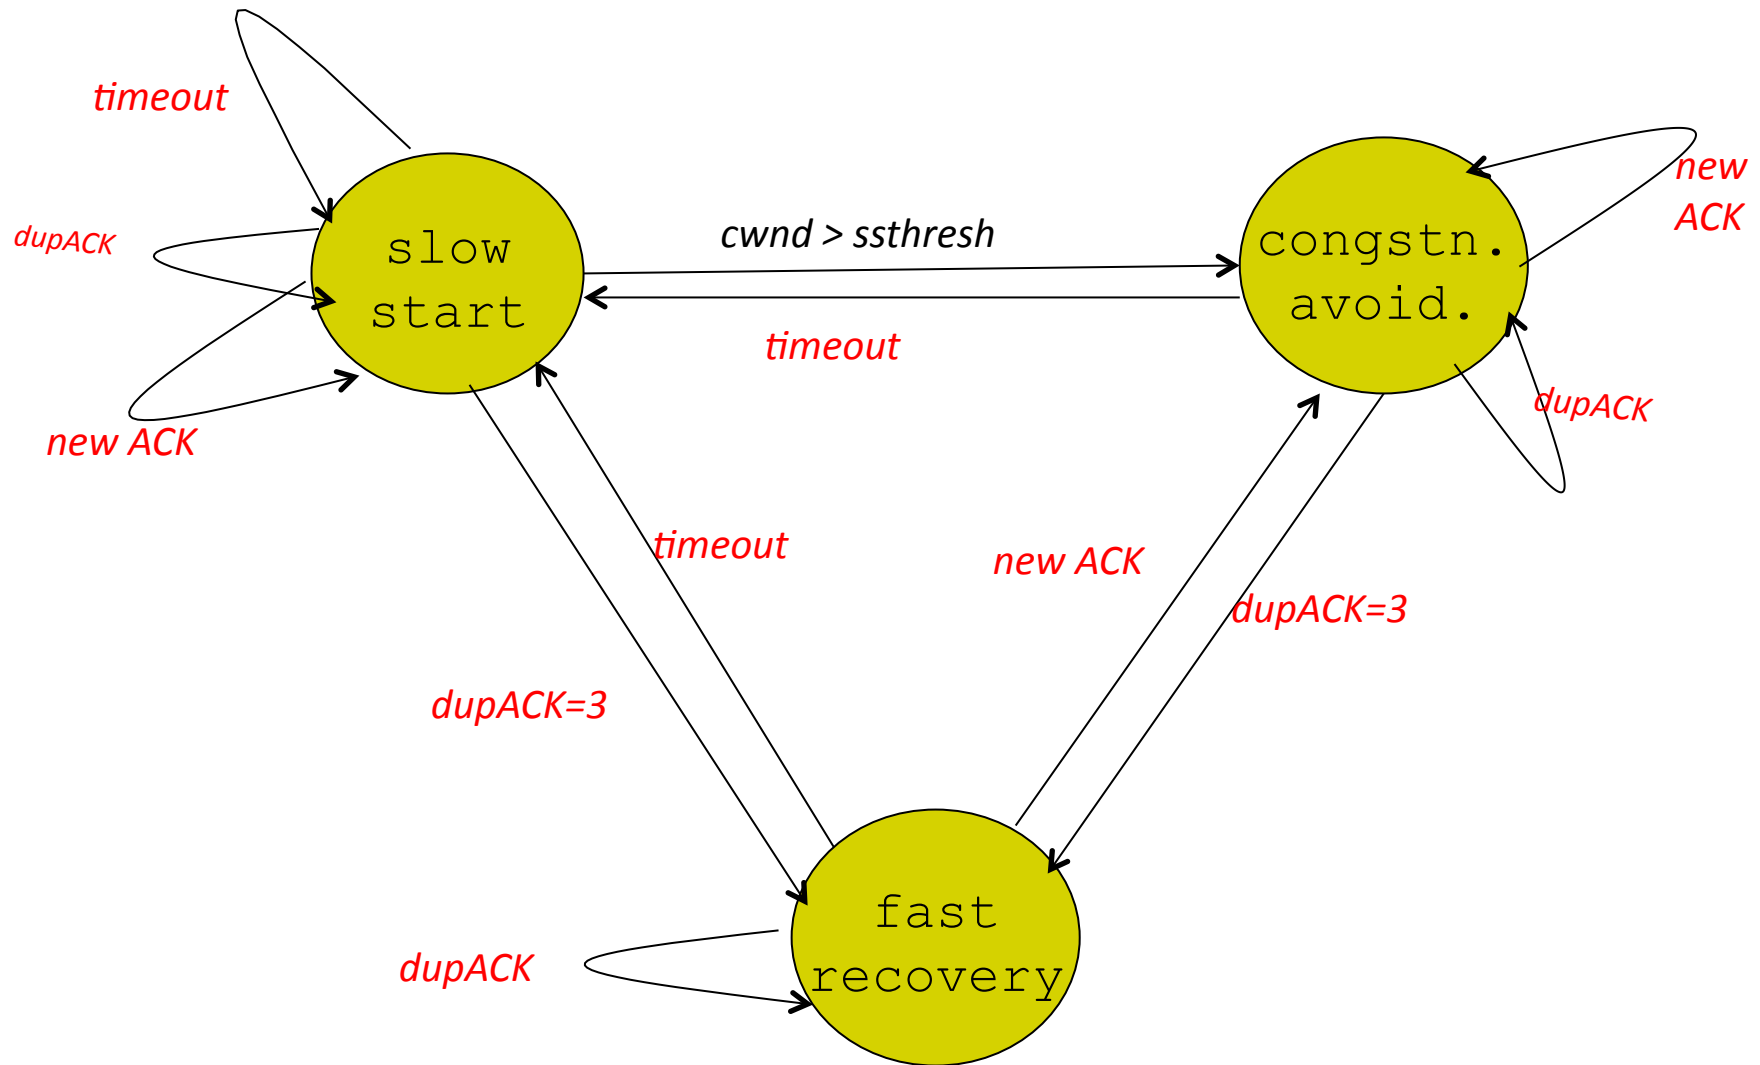 timeout
dupACK
slow
start
new ACK
cwnd > ssthresh
timeout
congstn.
avoid.
new
ACK
dupACK
timeout
new ACK
dupACK=3
dupACK=3
fast
recovery
dupACK